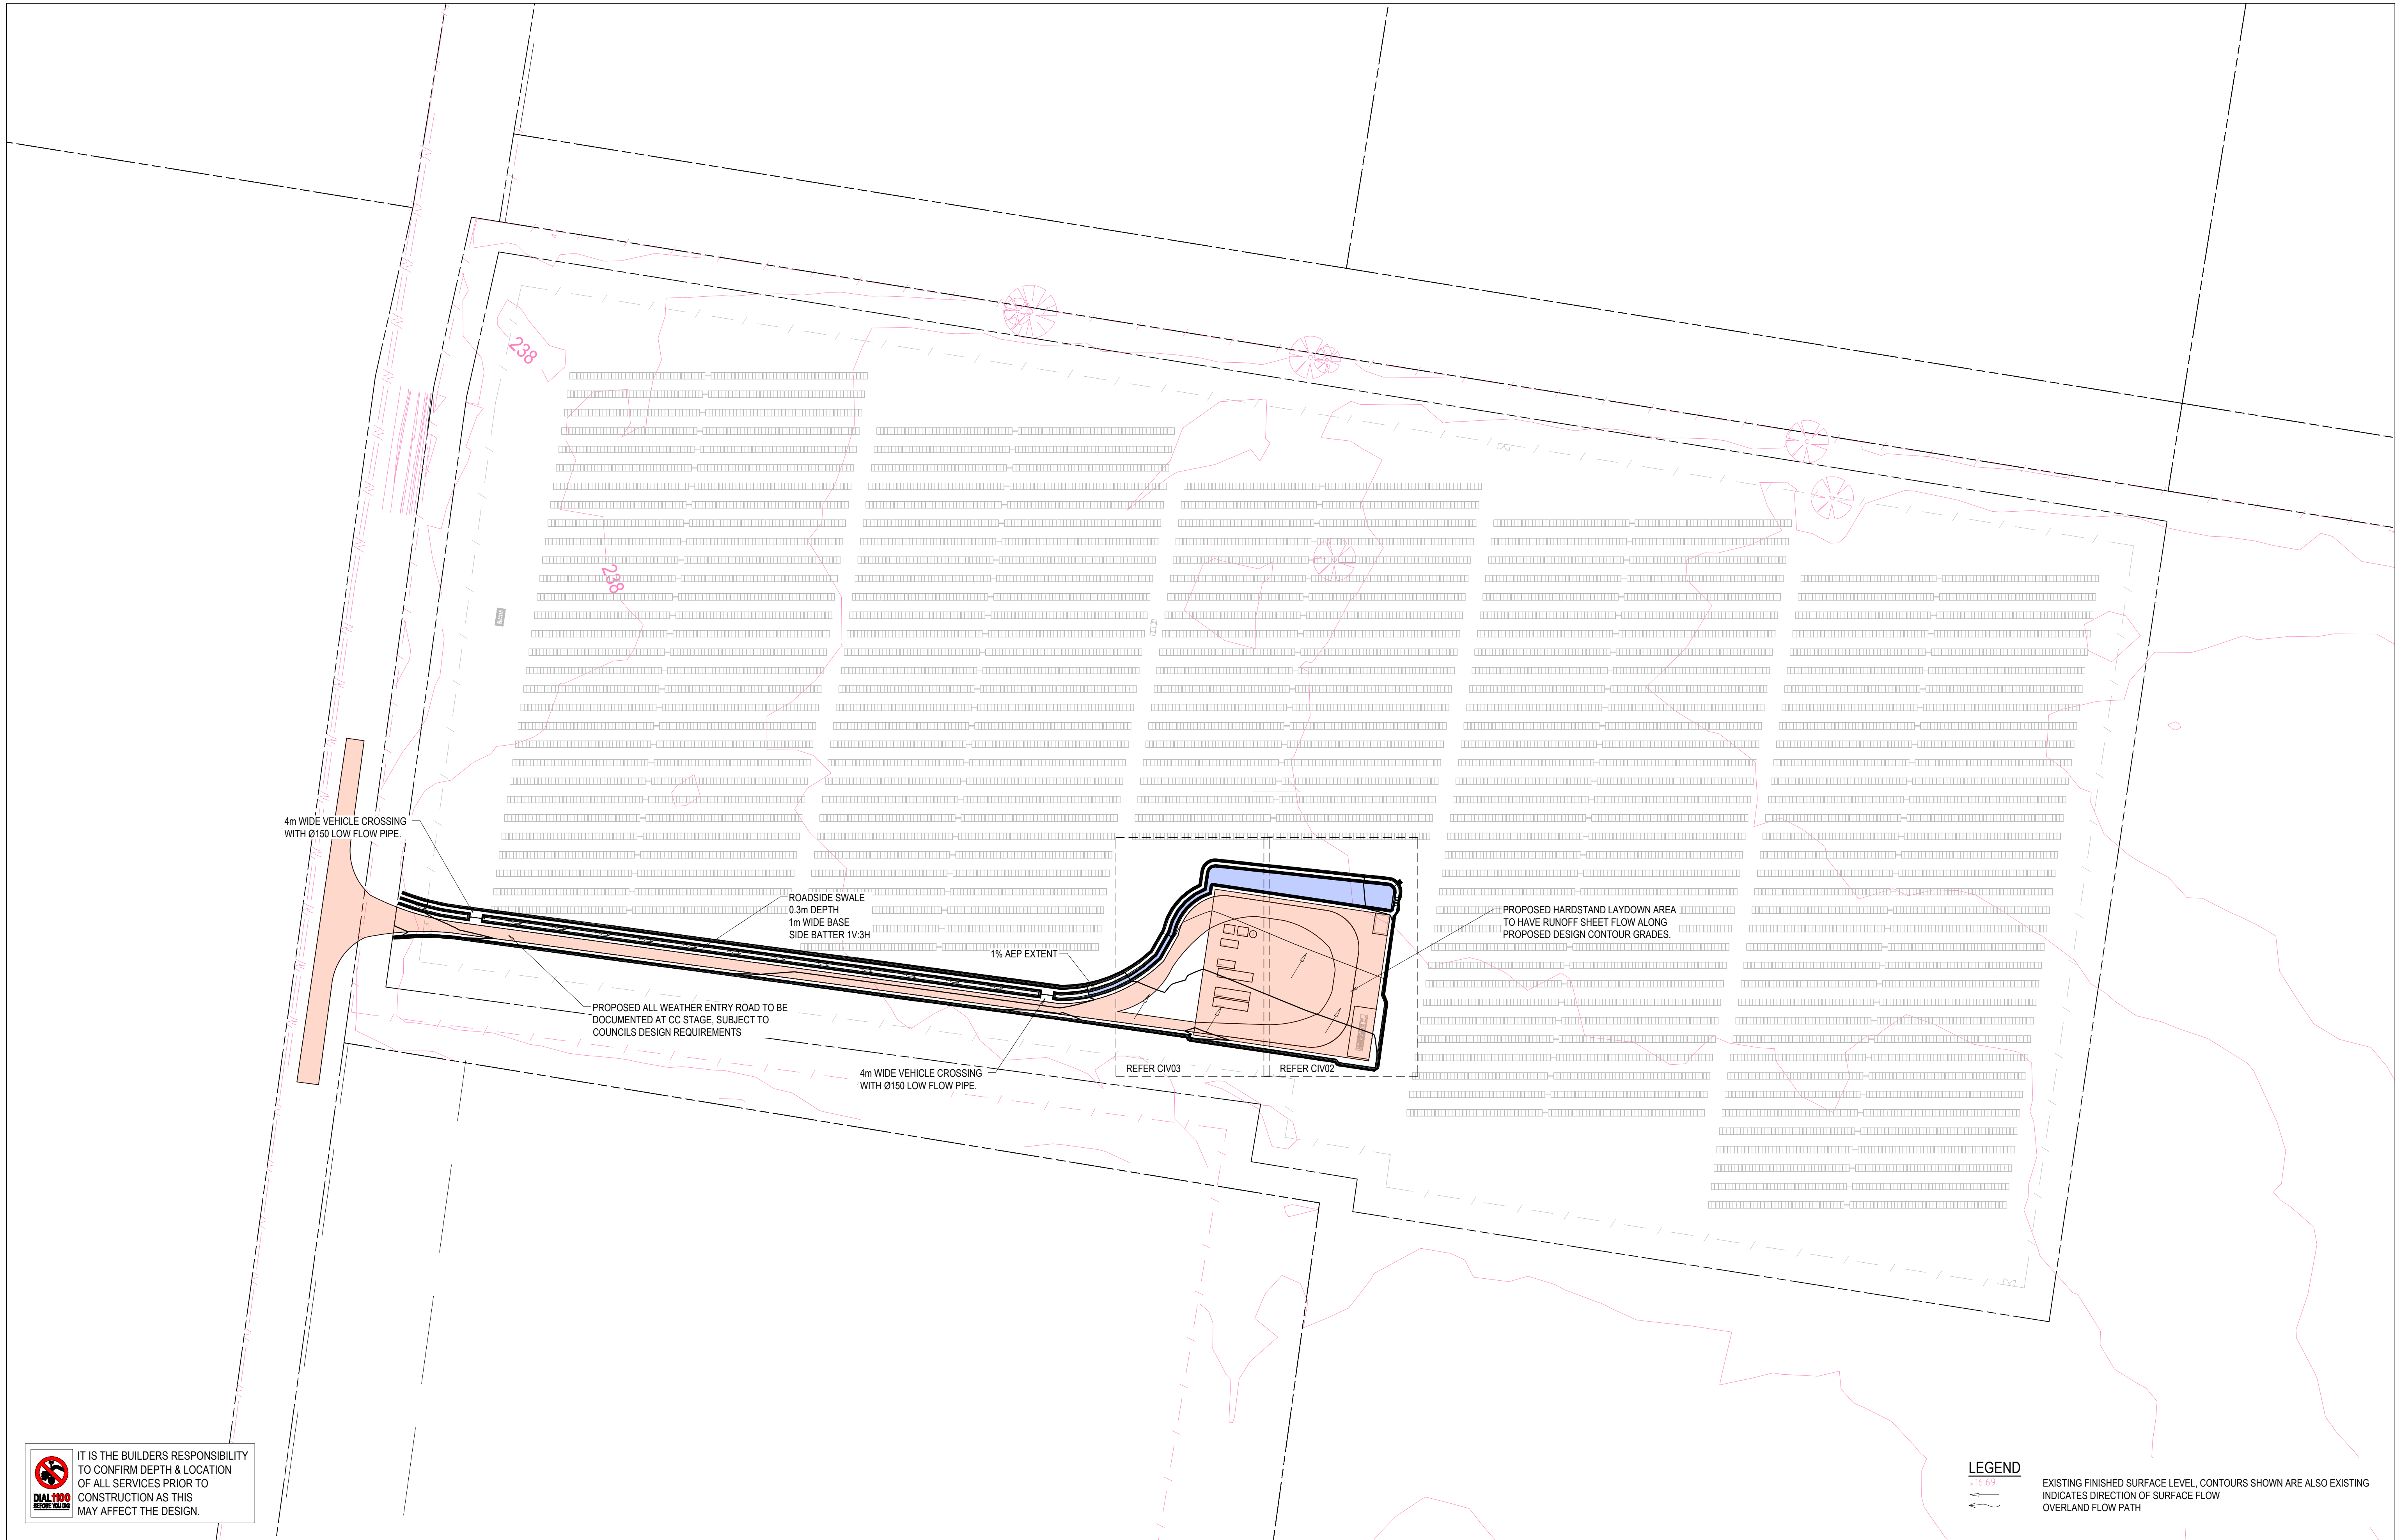 238
238
4m WIDE VEHICLE CROSSING
WITH Ø150 LOW FLOW PIPE.
ROADSIDE SWALE
0.3m DEPTH
1m WIDE BASE
SIDE BATTER 1V:3H
1% AEP EXTENT
PROPOSED HARDSTAND LAYDOWN AREA
TO HAVE RUNOFF SHEET FLOW ALONG
PROPOSED DESIGN CONTOUR GRADES.
PROPOSED ALL WEATHER ENTRY ROAD TO BE
DOCUMENTED AT CC STAGE, SUBJECT TO
COUNCILS DESIGN REQUIREMENTS
4m WIDE VEHICLE CROSSING
WITH Ø150 LOW FLOW PIPE.
REFER CIV03
REFER CIV02
IT IS THE BUILDERS RESPONSIBILITY
TO CONFIRM DEPTH & LOCATION
OF ALL SERVICES PRIOR TO
CONSTRUCTION AS THIS
MAY AFFECT THE DESIGN.
DIAL 1100
BEFORE YOU DIG
LEGEND
16.69
EXISTING FINISHED SURFACE LEVEL, CONTOURS SHOWN ARE ALSO EXISTING
INDICATES DIRECTION OF SURFACE FLOW
OVERLAND FLOW PATH